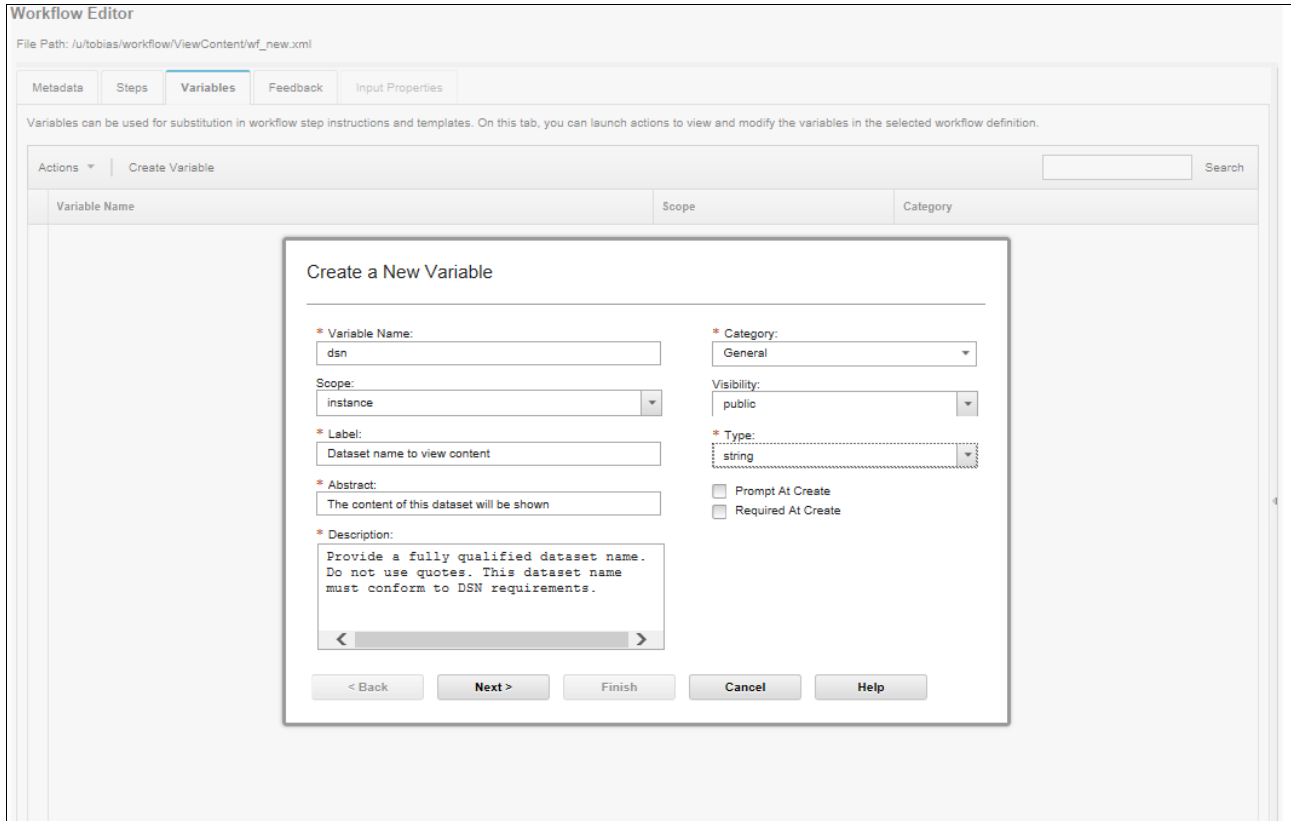 Workflow Editor
File Path: /u/tobias/workflow/ViewContent/wf_new.xml
Metadata
Steps
Variables
Feedback
Input Properties
Variables can be used for substitution in workflow step instructions and templates. On this tab, you can launch actions to view and modify the variables in the selected workflow definition.
Actions
Create Variable
Search
Variable Name
Scope
Category
Create a New Variable
* Variable Name:
dsn
Scope:
instance
* Label:
Dataset name to view content
* Abstract:
The content of this dataset will be shown
* Description:
Provide a fully qualified dataset name.
Do not use quotes. This dataset name
must conform to DSN requirements.
* Category:
General
Visibility:
public
* Type:
string
Prompt At Create
Required At Create
< Back
Next >
Finish
Cancel
Help